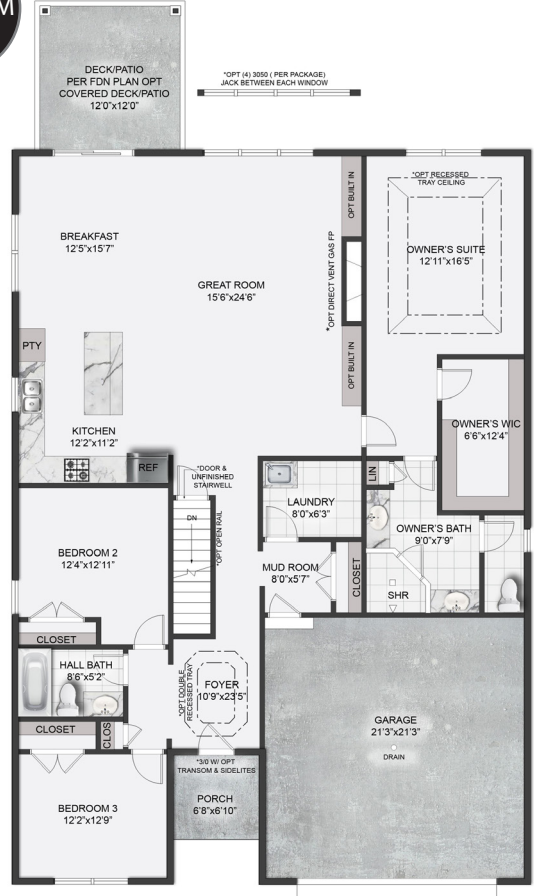 M
DECK/PATIO
PER FDN PLAN OPT
COVERED DECK/PATIO
12'0"x12'0"
*OPT (4) 3050 ( PER PACKAGE)
JACK BETWEEN EACH WINDOW
*OPT RECESSED
TRAY CEILING
OPT BUILT IN
BREAKFAST
12'5"x15'7"
OWNER'S SUITE
12'11"x16'5"
GREAT ROOM
15'6"x24'6"
*OPT DIRECT VENT GAS FP
PTY
OPT BUILT IN
KITCHEN
12'2"x11'2"
OWNER'S WIC
6'6"x12'4"
REF
*DOOR &
UNFINISHED
STAIRWELL
LIN
LAUNDRY
8'0"x6'3"
DN
*OPT OPEN RAIL
OWNER'S BATH
9'0"x7'9"
BEDROOM 2
12'4"x12'11"
MUD ROOM
8'0"x5'7"
CLOSET
SHR
CLOSET
HALL BATH
8'6"x5'2"
*OPT DOUBLE
RECESSED TRAY
FOYER
10'9"x23'5"
GARAGE
21'3"x21'3"
DRAIN
CLOSET
CLOS
*3/0 W/ OPT
TRANSOM & SIDELITES
PORCH
6'8"x6'10"
BEDROOM 3
12'2"x12'9"